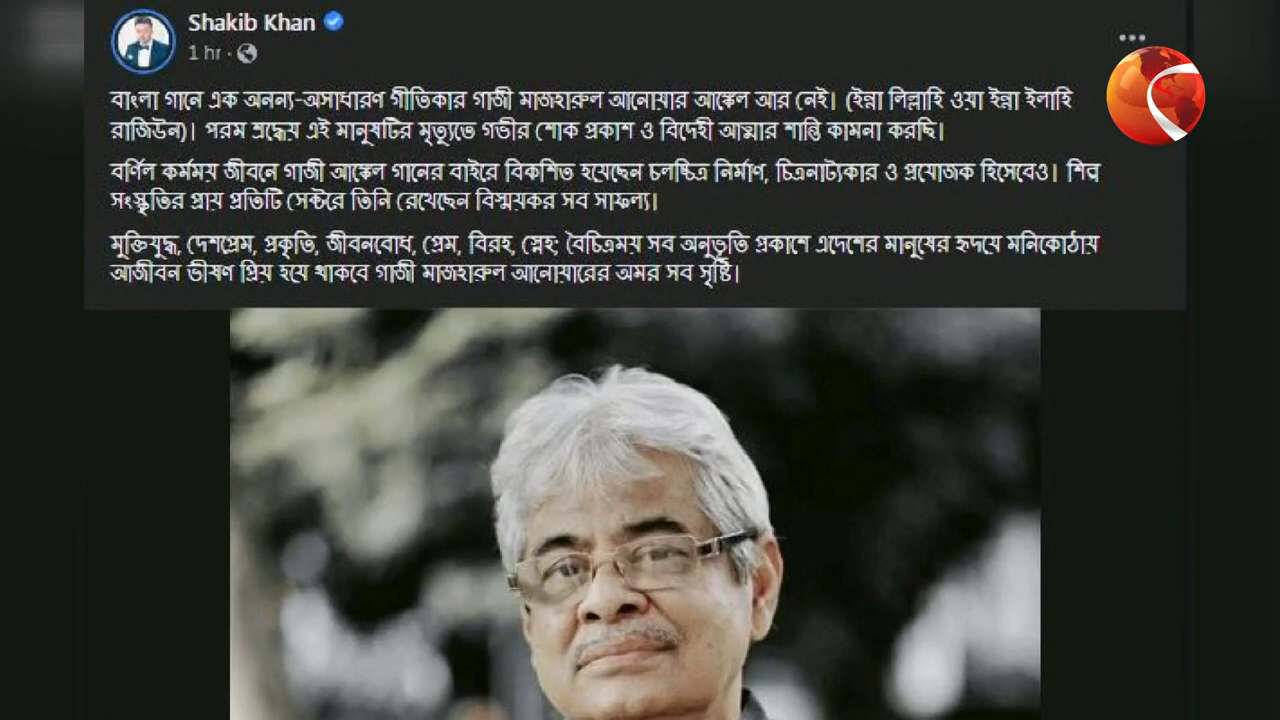 Shakib Khan
1 hr ·
বাংলা গানে এক অনন্য-অসাধারণ গীতিকার গাজী মাজহারুল আনোয়ার আঙ্কেল আর নেই। (ইন্না লিল্লাহি ওয়া ইন্না ইলাহি
রাজিউন)। পরম শ্রদ্ধেয় এই মানুষটির মৃত্যুতে গভীর শোক প্রকাশ ও বিদেহী আত্মার শান্তি কামনা করছি।
বর্ণিল কর্মময় জীবনে গাজী আঙ্কেল গানের বাইরে বিকশিত হয়েছেন চলচ্চিত্র নির্মাণ, চিত্রনাট্যকার ও প্রযোজক হিসেবেও। শিল্প
সংস্কৃতির প্রায় প্রতিটি সেক্টরে তিনি রেখেছেন বিস্ময়কর সব সাফল্য।
মুক্তিযুদ্ধ, দেশপ্রেম, প্রকৃতি, জীবনবোধ, প্রেম, বিরহ, স্নেহ; বৈচিত্রময় সব অনুভূতি প্রকাশে এদেশের মানুষের হৃদয়ে মনিকোঠায়
আজীবন ভীষণ প্রিয় হয়ে থাকবে গাজী মাজহারুল আনোয়ারের অমর সব সৃষ্টি।